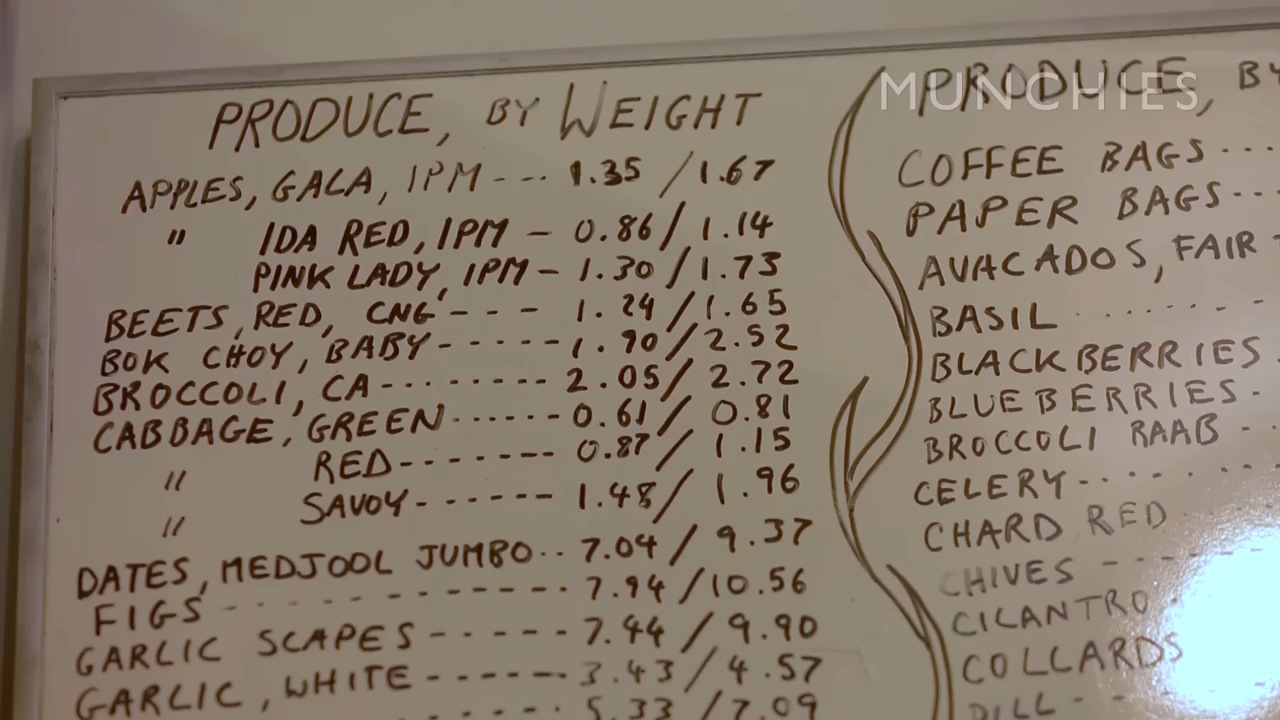 MUNCHIES
PRODUCE, BY WEIGHT
APPLES, GALA, IPM --- 1.35 / 1.67
" IDA RED, IPM - 0.86 / 1.14
PINK LADY, IPM - 1.30 / 1.73
BEETS, RED, CNG --- 1.24 / 1.65
BOK CHOY, BABY ----- 1.90 / 2.52
BROCCOLI, CA -------- 2.05 / 2.72
CABBAGE, GREEN ------ 0.61 / 0.81
" RED ------- 0.87 / 1.15
" SAVOY ------ 1.48 / 1.96
DATES, MEDJOOL JUMBO .. 7.04 / 9.37
FIGS ------------- 7.94 / 10.56
GARLIC SCAPES ----- 7.44 / 9.90
GARLIC, WHITE ------ 3.43 / 4.57
5.33 / 7.09
PRODUCE, BY
COFFEE BAGS ...
PAPER BAGS ...
AVACADOS, FAIR -
BASIL .......
BLACKBERRIES -
BLUEBERRIES -
BROCCOLI RAAB --
CELERY ------
CHARD RED
CHIVES ----
CILANTRO
COLLARDS
DILL --